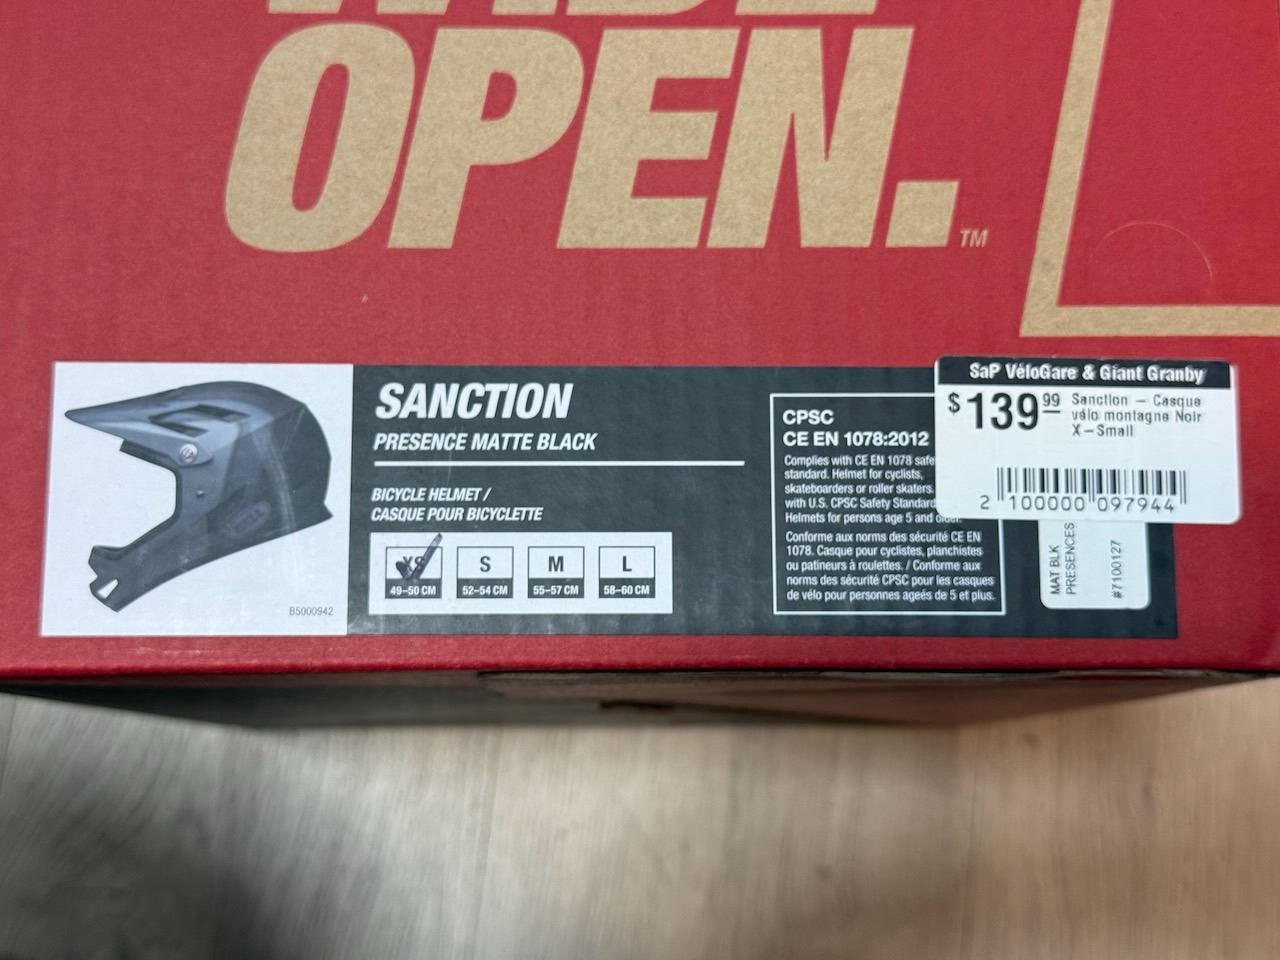 OPEN.™
SANCTION
PRESENCE MATTE BLACK
BICYCLE HELMET /
CASQUE POUR BICYCLETTE
XS S M L
49–50 CM 52–54 CM 55–57 CM 58–60 CM
B5000942
CPSC
CE EN 1078:2012
Complies with CE EN 1078 safe
standard. Helmet for cyclists,
skateboarders or roller skaters.
with U.S. CPSC Safety Standard
Helmets for persons age 5 and older.
Conforme aux norms des sécurité CE EN
1078. Casque pour cyclistes, planchistes
ou patineurs à roulettes. / Conforme aux
norms des sécurité CPSC pour les casques
de vélo pour personnes ageés de 5 et plus.
SaP VéloGare & Giant Granby
$139 99
Sanction – Casque
vélo montagne Noir
X-Small
2 100000 097944
MAT BLK
PRESENCES
#7100127